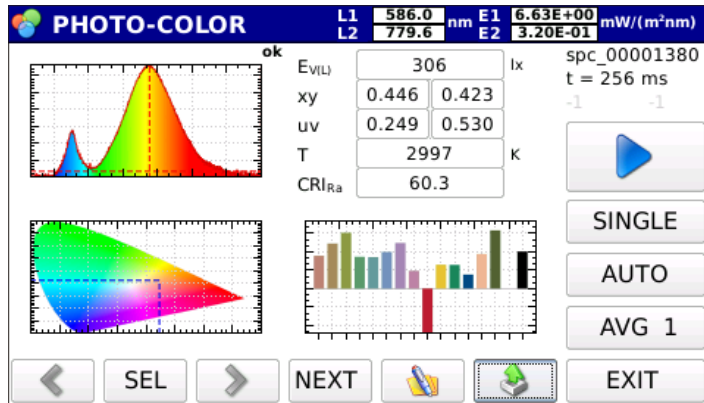 PHOTO-COLOR
L1 586.0 nm E1 6.63E+00 mW/(m²nm)
L2 779.6 E2 3.20E-01
ok
EV(L) 306 lx
xy 0.446 0.423
uv 0.249 0.530
T 2997 K
CRIRa 60.3
spc_00001380
t = 256 ms
-1 -1
SINGLE
AUTO
AVG 1
SEL
NEXT
EXIT